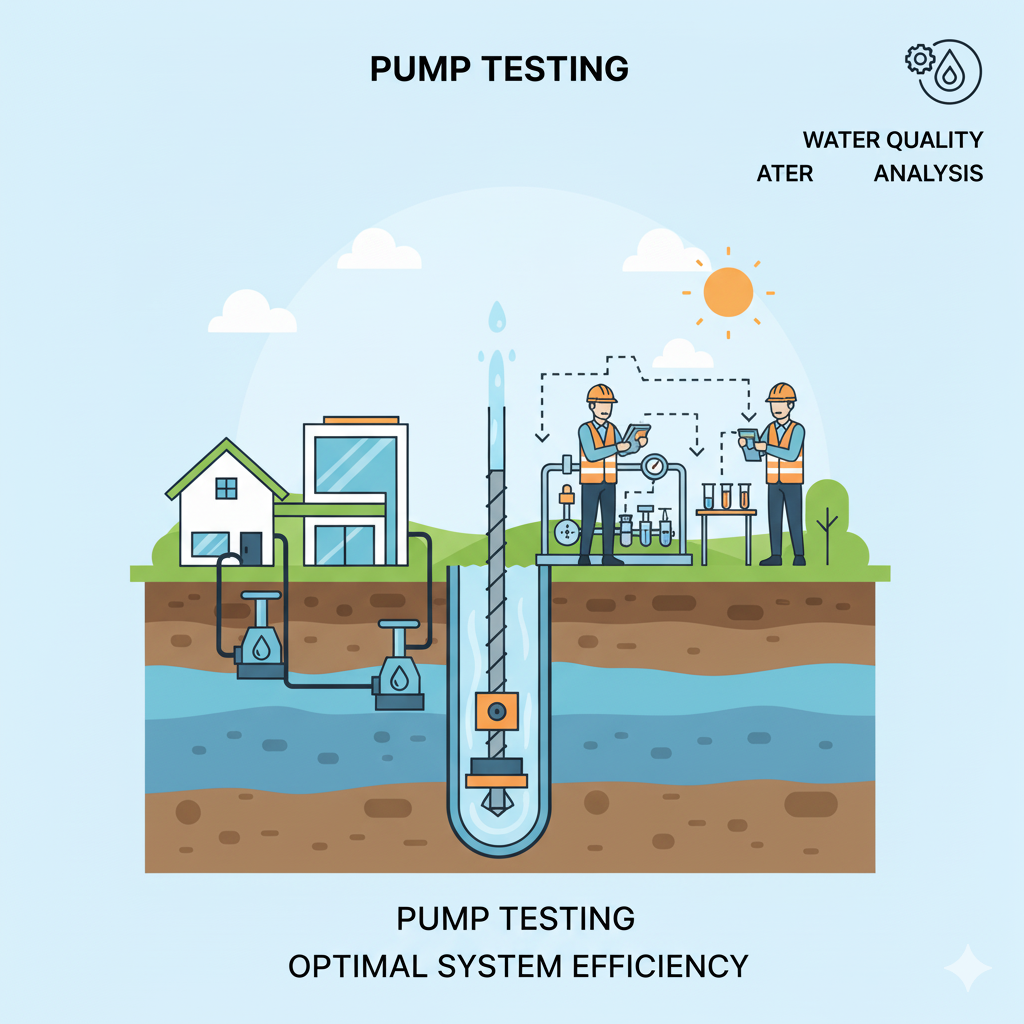 PUMP TESTING
WATER QUALITY
ATER ANALYSIS
PUMP TESTING
OPTIMAL SYSTEM EFFICIENCY